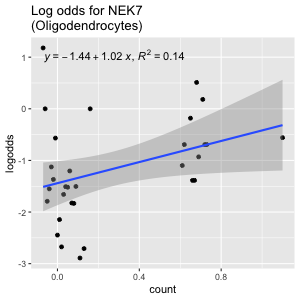 Log odds for NEK7
(Oligodendrocytes)
y = − 1.44 + 1.02 x, R² = 0.14
1
0
-1
-2
-3
logodds
0.0 0.4 0.8
count